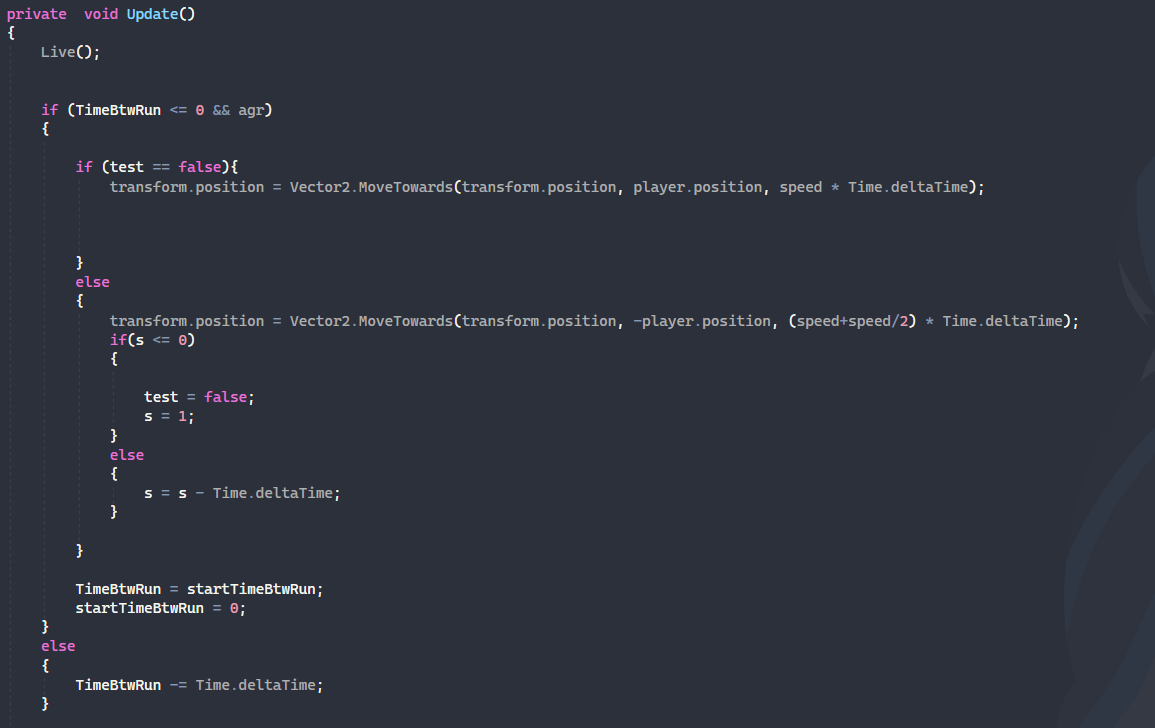 private  void Update()
{
    Live();
    if (TimeBtwRun <= 0 && agr)
    {
        if (test == false){
            transform.position = Vector2.MoveTowards(transform.position, player.position, speed * Time.deltaTime);
        }
        else
        {
            transform.position = Vector2.MoveTowards(transform.position, -player.position, (speed+speed/2) * Time.deltaTime);
            if(s <= 0)
            {
                test = false;
                s = 1;
            }
            else
            {
                s = s - Time.deltaTime;
            }
        }
        TimeBtwRun = startTimeBtwRun;
        startTimeBtwRun = 0;
    }
    else
    {
        TimeBtwRun -= Time.deltaTime;
    }